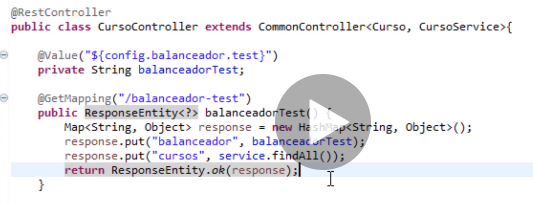 @RestController
public class CursoController extends CommonController<Curso, CursoService>{
@Value("${config.balanceador.test}")
private String balanceadorTest;
@GetMapping("/balanceador-test")
public ResponseEntity<?> balanceadorTest() {
Map<String, Object> response = new HashMap<String, Object>();
response.put("balanceador", balanceadorTest);
response.put("cursos", service.findAll());
return ResponseEntity.ok(response);
}